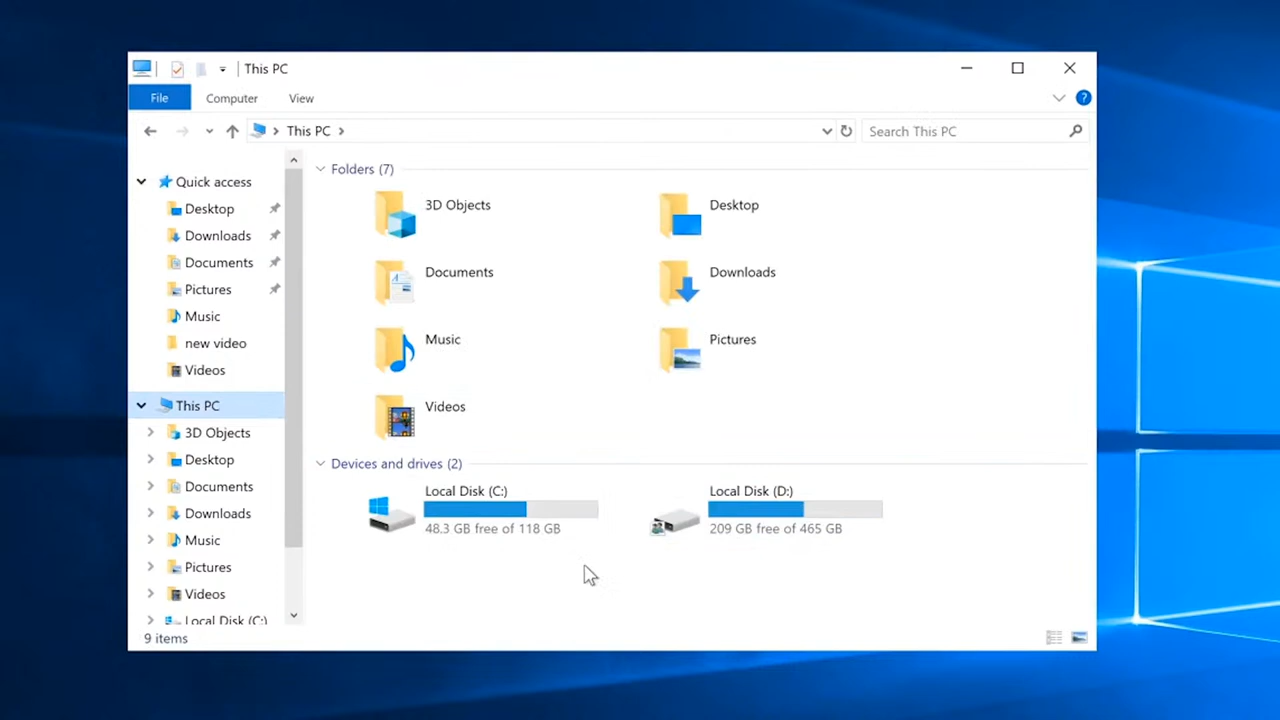 This PC
File Computer View
This PC
Search This PC
Quick access
Desktop
Downloads
Documents
Pictures
Music
new video
Videos
This PC
3D Objects
Desktop
Documents
Downloads
Music
Pictures
Videos
Local Disk (C:)
Folders (7)
3D Objects
Desktop
Documents
Downloads
Music
Pictures
Videos
Devices and drives (2)
Local Disk (C:)
48.3 GB free of 118 GB
Local Disk (D:)
209 GB free of 465 GB
9 items